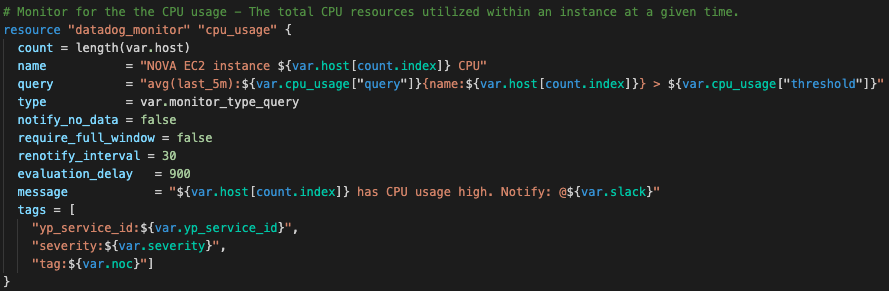 # Monitor for the the CPU usage - The total CPU resources utilized within an instance at a given time.
resource "datadog_monitor" "cpu_usage" {
  count = length(var.host)
  name           = "NOVA EC2 instance ${var.host[count.index]} CPU"
  query          = "avg(last_5m):${var.cpu_usage["query"]}{name:${var.host[count.index]}} > ${var.cpu_usage["threshold"]}"
  type           = var.monitor_type_query
  notify_no_data = false
  require_full_window = false
  renotify_interval = 30
  evaluation_delay   = 900
  message            = "${var.host[count.index]} has CPU usage high. Notify: @${var.slack}"
  tags = [
    "yp_service_id:${var.yp_service_id}",
    "severity:${var.severity}",
    "tag:${var.noc}"]
}